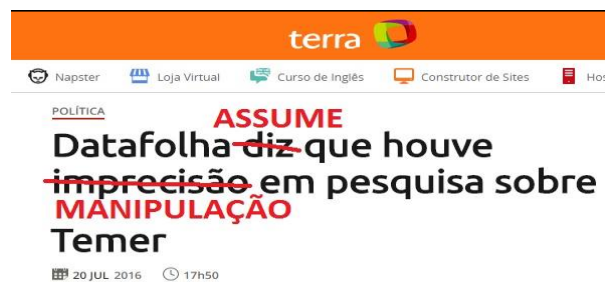 terra
Napster Loja Virtual Curso de Inglês Construtor de Sites Hos
POLÍTICA
ASSUME
Datafolha diz que houve
imprecisão em pesquisa sobre
MANIPULAÇÃO
Temer
20 JUL 2016 17h50